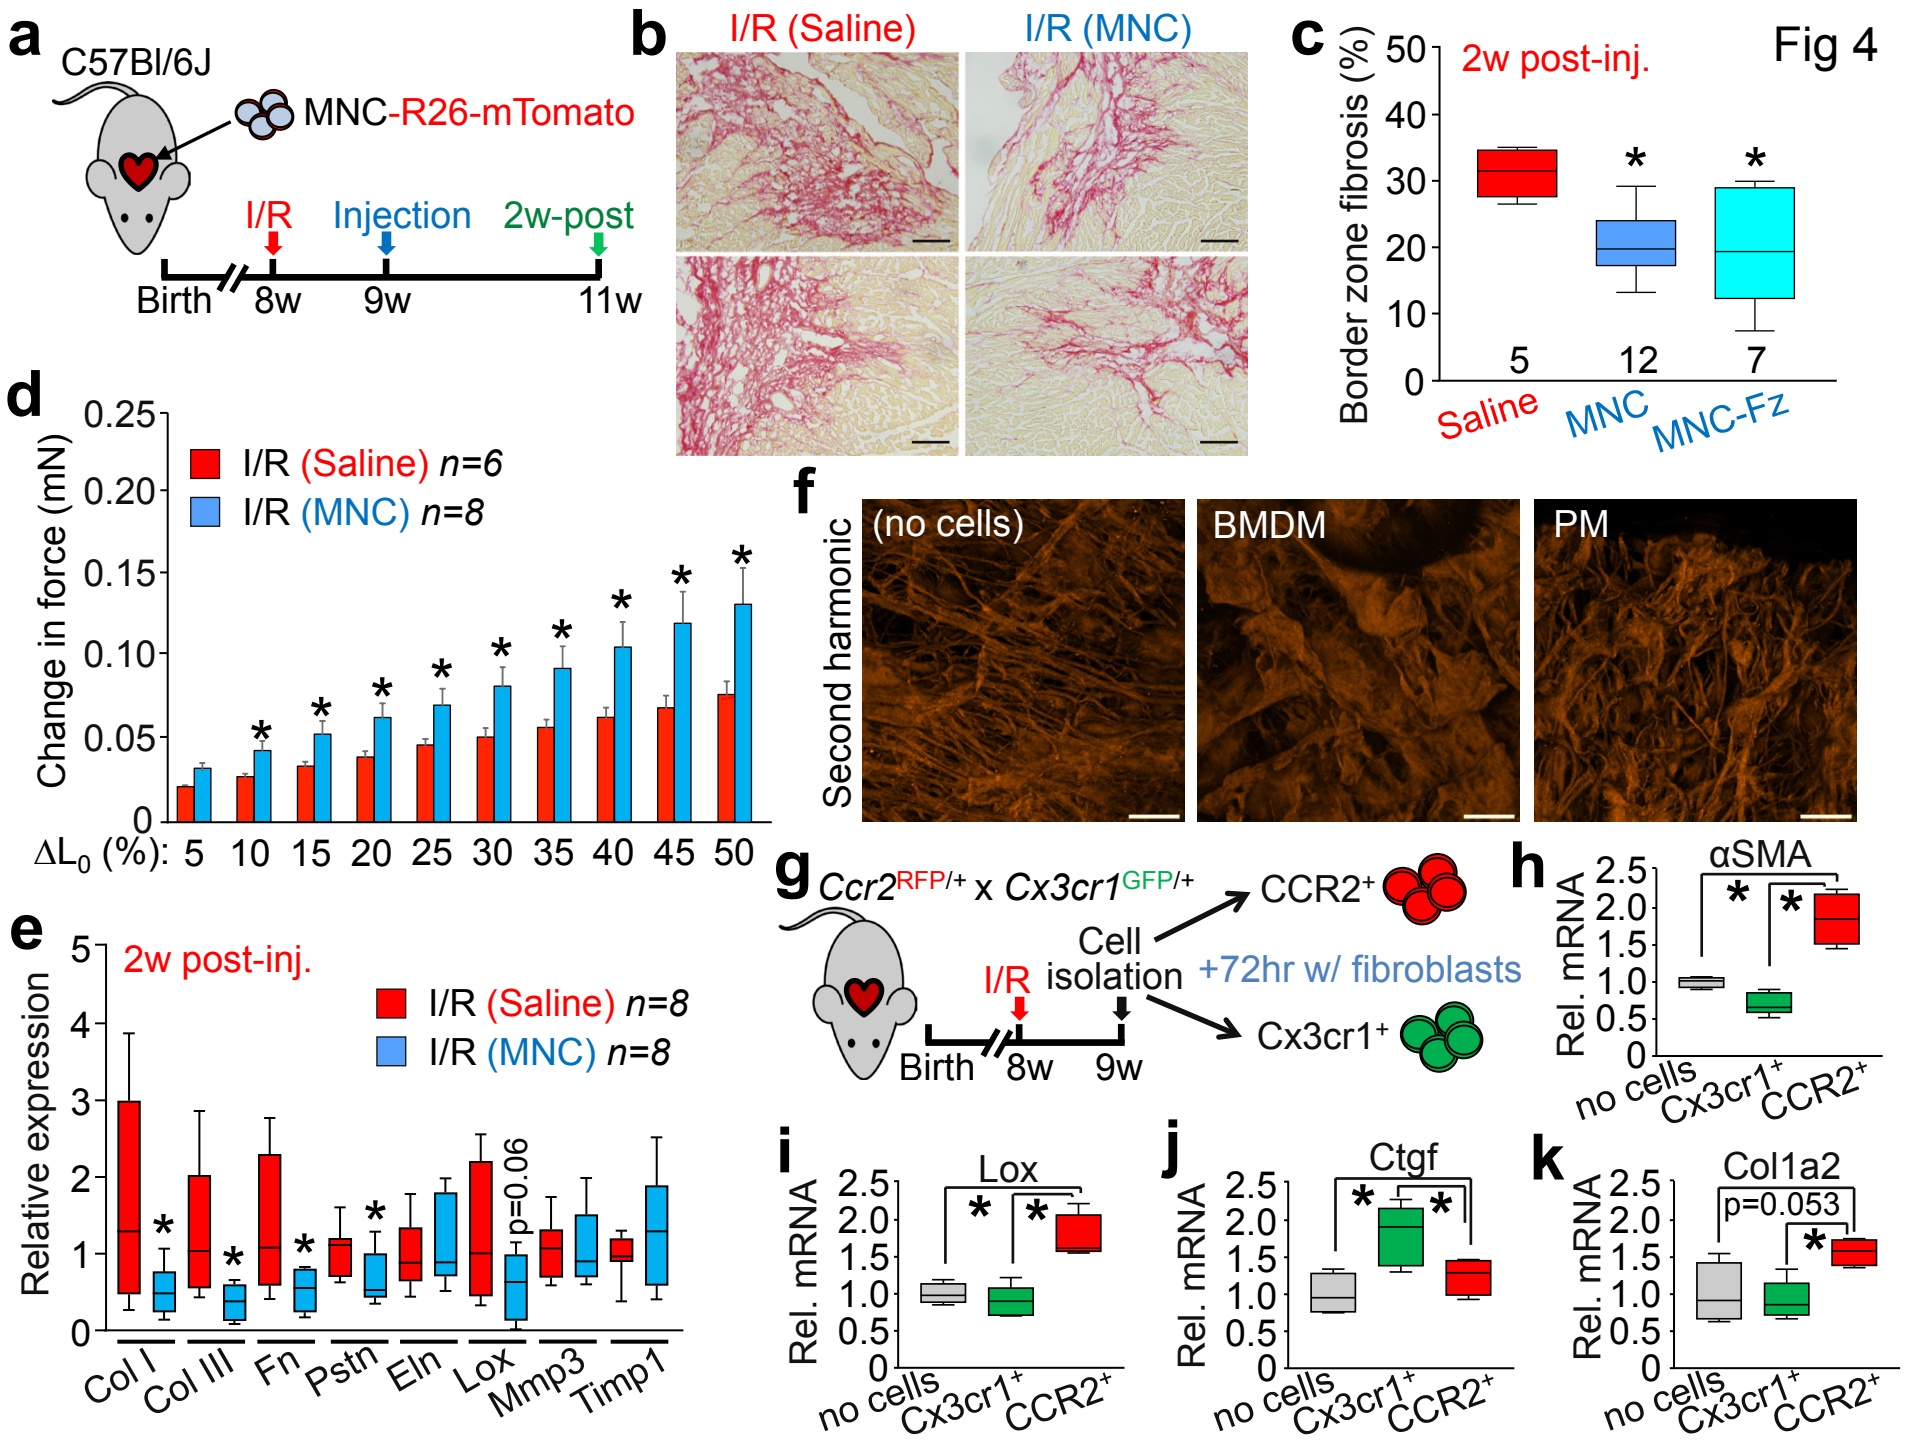 Fig 4
a
C57Bl/6J
MNC-R26-mTomato
I/R
Injection
2w-post
Birth
8w
9w
11w
b
I/R (Saline)
I/R (MNC)
c
2w post-inj.
Border zone fibrosis (%)
50
40
30
20
10
0
*
*
5
12
7
Saline
MNC
MNC-Fz
d
Change in force (mN)
0.25
0.20
0.15
0.10
0.05
0
I/R (Saline) n=6
I/R (MNC) n=8
* * * * * * * * *
ΔL0 (%): 5 10 15 20 25 30 35 40 45 50
e
2w post-inj.
Relative expression
5
4
3
2
1
0
I/R (Saline) n=8
I/R (MNC) n=8
* * * * p=0.06
Col I
Col III
Fn
Pstn
Eln
Lox
Mmp3
Timp1
f
Second harmonic
(no cells)
BMDM
PM
g
Ccr2RFP/+ x Cx3cr1GFP/+
I/R
Cell
isolation
Birth
8w
9w
CCR2+
+72hr w/ fibroblasts
Cx3cr1+
h
αSMA
Rel. mRNA
2.5
2.0
1.5
1.0
0.5
0
* *
no cells
Cx3cr1+
CCR2+
i
Lox
Rel. mRNA
2.5
2.0
1.5
1.0
0.5
0
* *
no cells
Cx3cr1+
CCR2+
j
Ctgf
Rel. mRNA
2.5
2.0
1.5
1.0
0.5
0
* *
no cells
Cx3cr1+
CCR2+
k
Col1a2
Rel. mRNA
2.5
2.0
1.5
1.0
0.5
0
p=0.053
*
no cells
Cx3cr1+
CCR2+